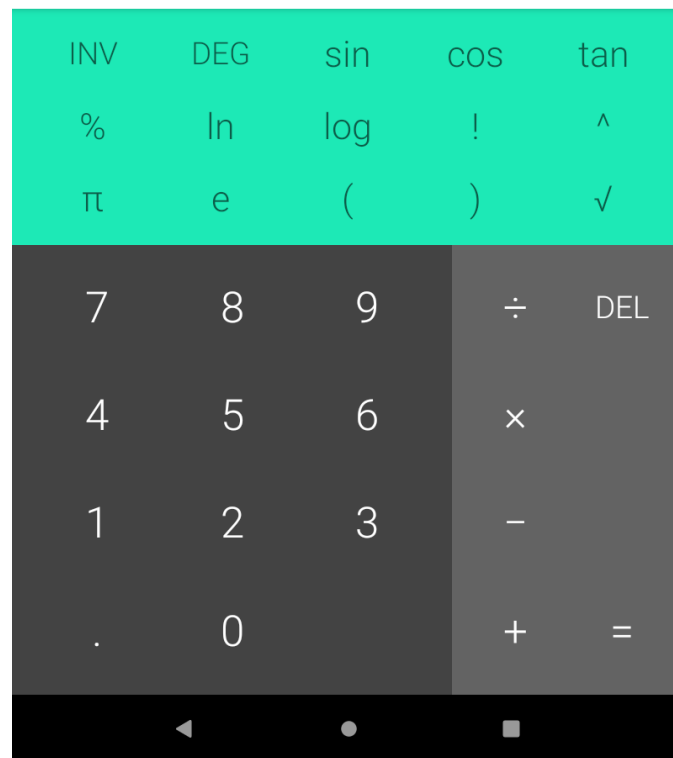 INV DEG sin cos tan
% ln log ! ^
π e ( ) √
7 8 9 ÷ DEL
4 5 6 ×
1 2 3 −
. 0 + =